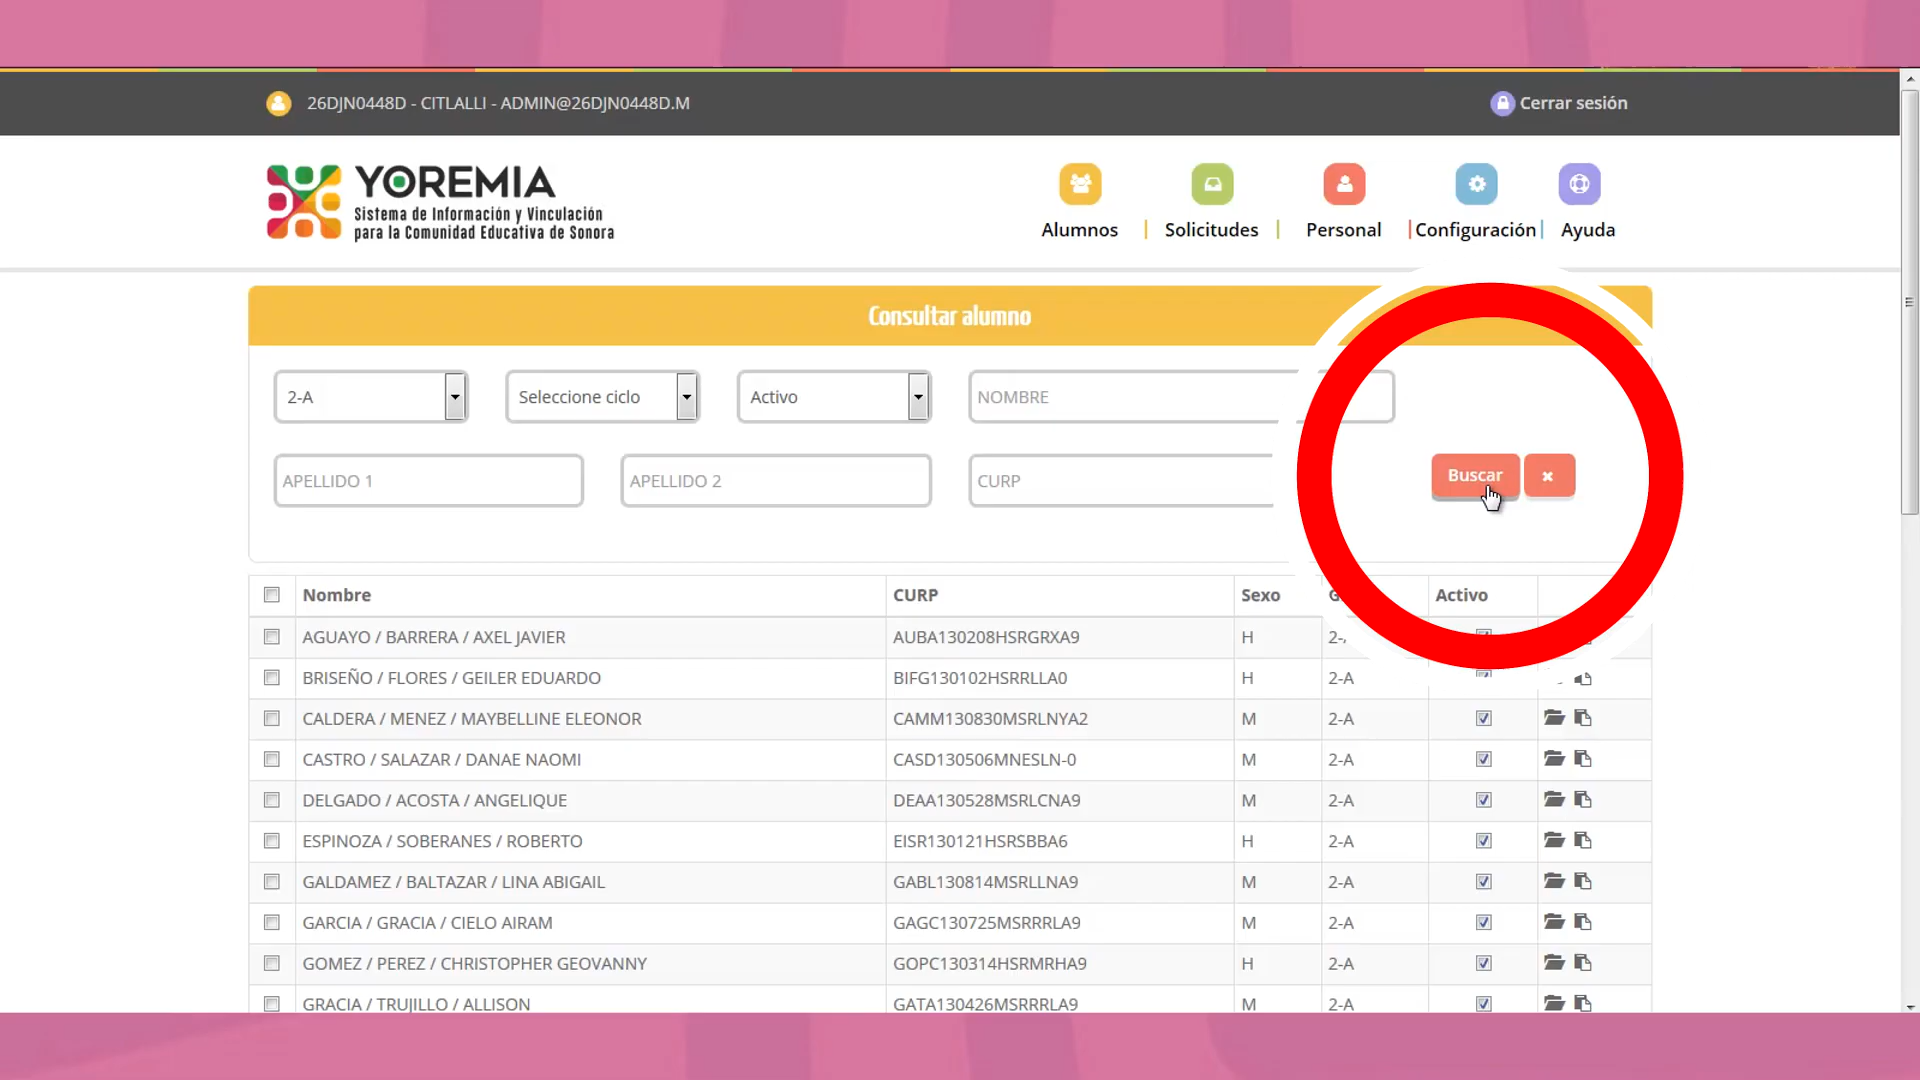 26DJN0448D - CITLALLI - ADMIN@26DJN0448D.M
Cerrar sesión
YOREMIA
Sistema de Información y Vinculación
para la Comunidad Educativa de Sonora
Alumnos | Solicitudes | Personal | Configuración | Ayuda
Consultar alumno
2-A Seleccione ciclo Activo NOMBRE
APELLIDO 1 APELLIDO 2 CURP Buscar
Nombre CURP Sexo Activo
AGUAYO / BARRERA / AXEL JAVIER AUBA130208HSRGRXA9 H
BRISEÑO / FLORES / GEILER EDUARDO BIFG130102HSRRLLA0 H 2-A
CALDERA / MENEZ / MAYBELLINE ELEONOR CAMM130830MSRLNYA2 M 2-A
CASTRO / SALAZAR / DANAE NAOMI CASD130506MNESLN-0 M 2-A
DELGADO / ACOSTA / ANGELIQUE DEAA130528MSRLCNA9 M 2-A
ESPINOZA / SOBERANES / ROBERTO EISR130121HSRSBBA6 H 2-A
GALDAMEZ / BALTAZAR / LINA ABIGAIL GABL130814MSRLLNA9 M 2-A
GARCIA / GRACIA / CIELO AIRAM GAGC130725MSRRRLA9 M 2-A
GOMEZ / PEREZ / CHRISTOPHER GEOVANNY GOPC130314HSRMRHA9 H 2-A
GRACIA / TRUJILLO / ALLISON GATA130426MSRRRLA9 M 2-A